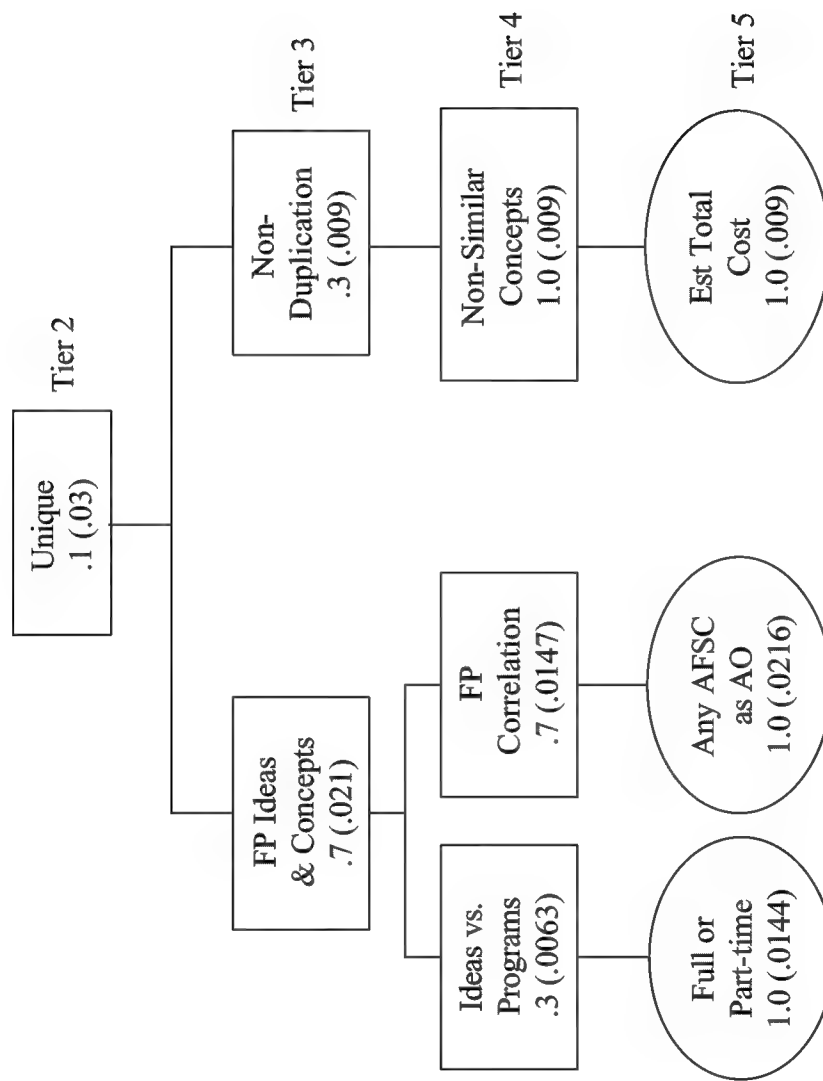 Unique
.1 (.03)
Tier 2
FP Ideas
& Concepts
.7 (.021)
Non-
Duplication
.3 (.009)
Tier 3
Ideas vs.
Programs
.3 (.0063)
FP
Correlation
.7 (.0147)
Non-Similar
Concepts
1.0 (.009)
Tier 4
Full or
Part-time
1.0 (.0144)
Any AFSC
as AO
1.0 (.0216)
Est Total
Cost
1.0 (.009)
Tier 5